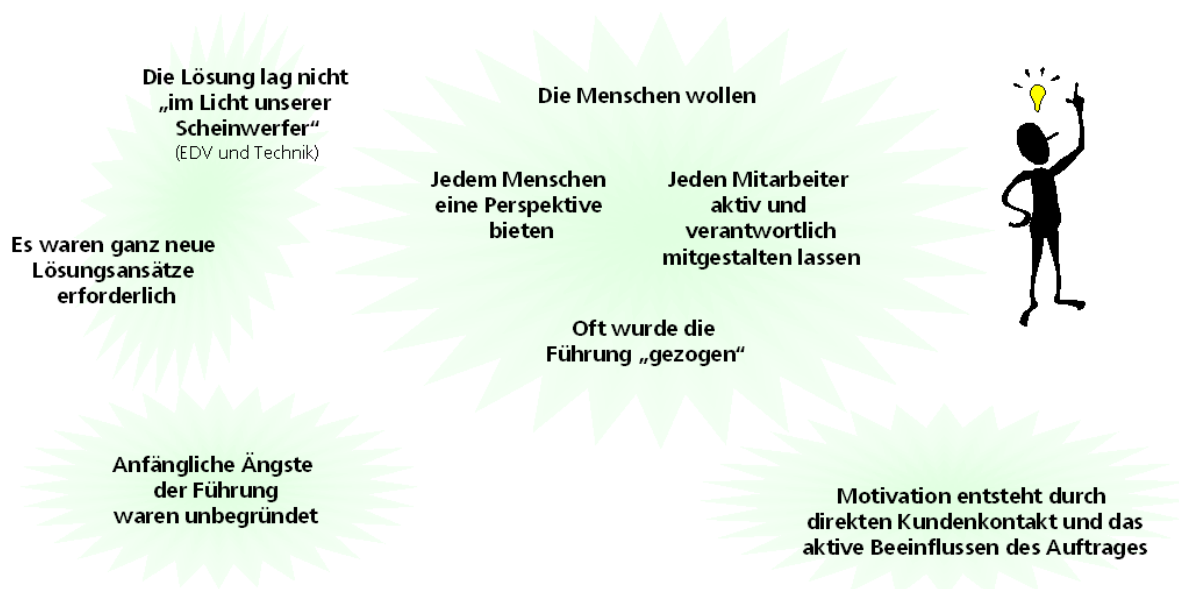 Die Lösung lag nicht
„im Licht unserer
Scheinwerfer“
(EDV und Technik)
Es waren ganz neue
Lösungsansätze
erforderlich
Die Menschen wollen
Jedem Menschen
eine Perspektive
bieten
Jeden Mitarbeiter
aktiv und
verantwortlich
mitgestalten lassen
Oft wurde die
Führung „gezogen“
Anfängliche Ängste
der Führung
waren unbegründet
Motivation entsteht durch
direkten Kundenkontakt und das
aktive Beeinflussen des Auftrages